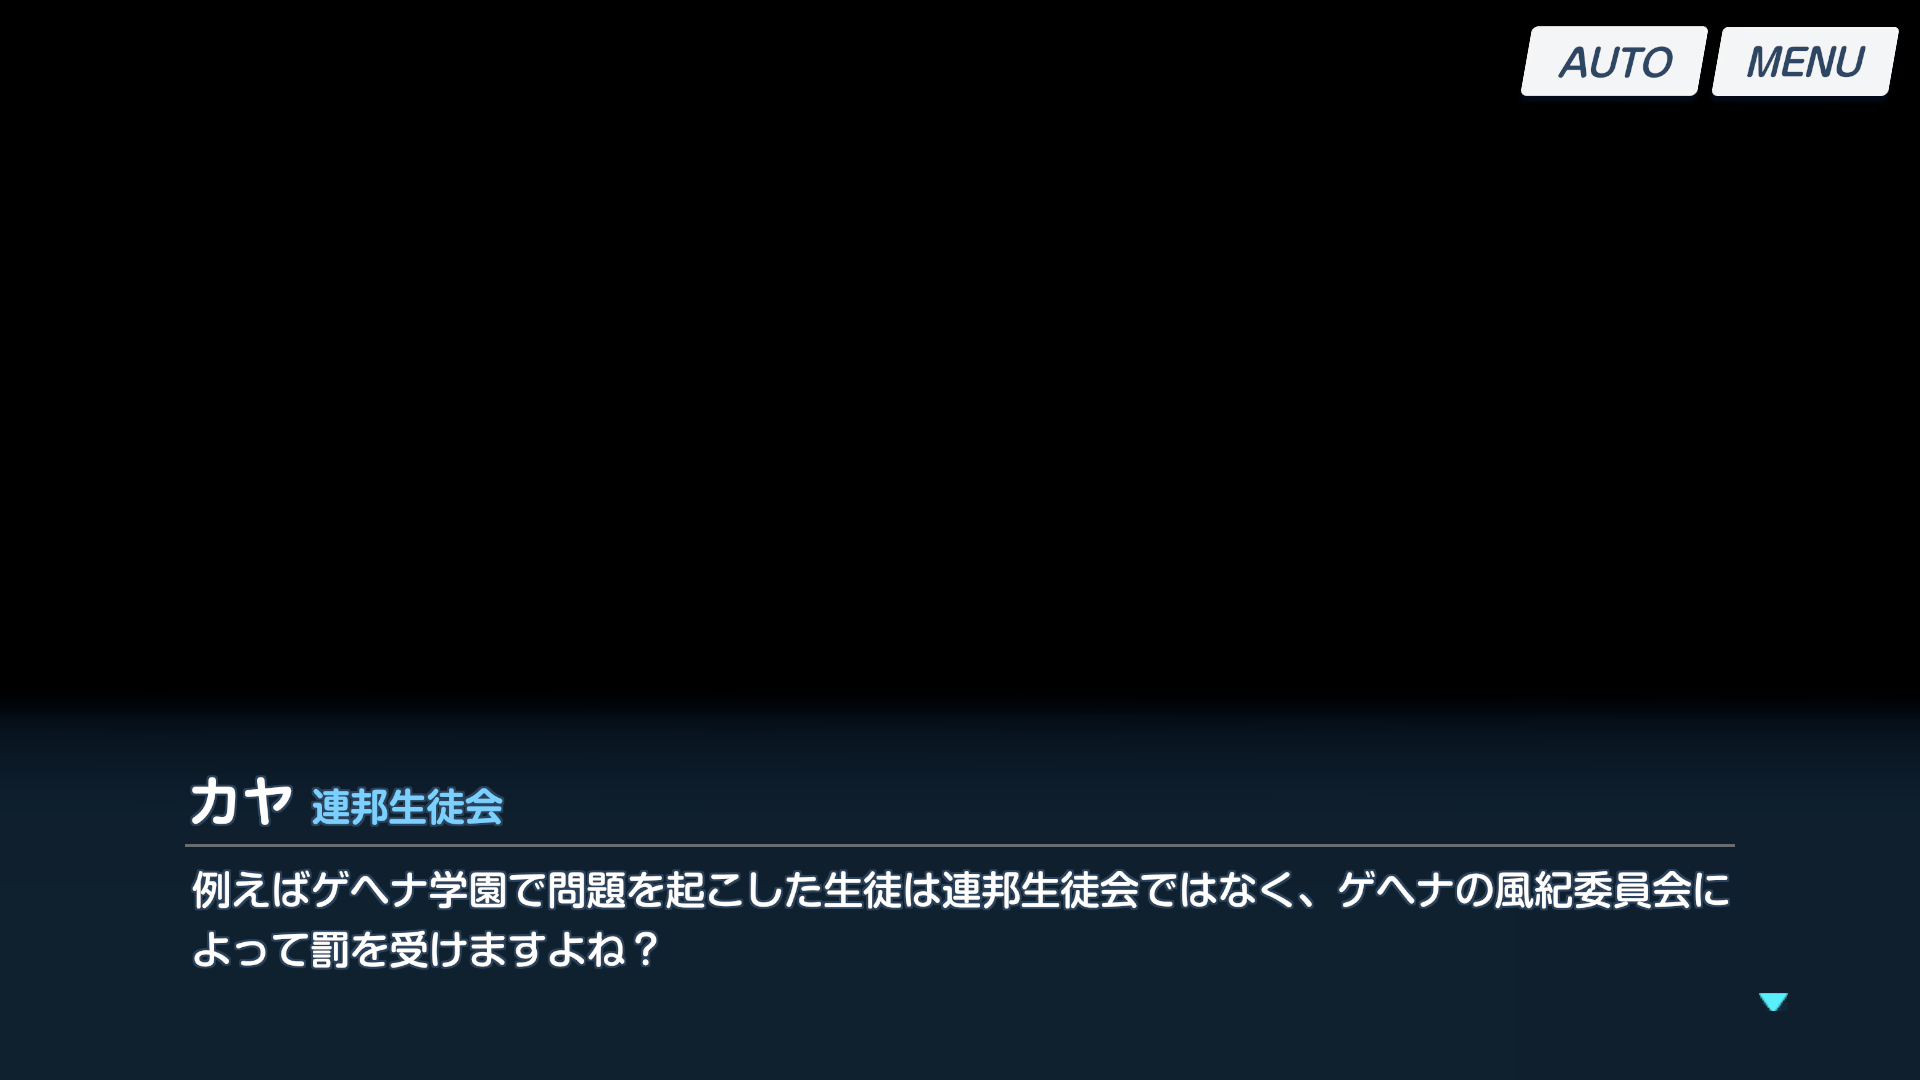 AUTO MENU
カヤ 連邦生徒会
例えばゲヘナ学園で問題を起こした生徒は連邦生徒会ではなく、ゲヘナの風紀委員会に
よって罰を受けますよね？